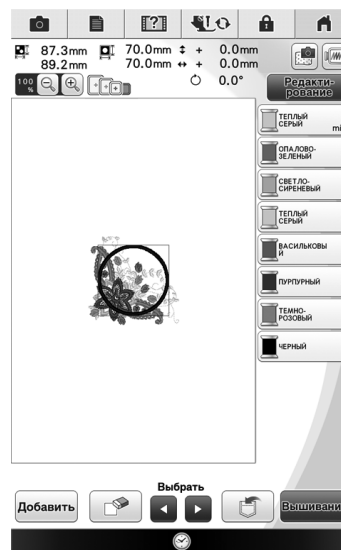 87.3mm 70.0mm + 0.0mm
89.2mm 70.0mm + 0.0mm
100 % 0.0°
Редакти-
рование
ТЕПЛЫЙ
СЕРЫЙ
mi
ОПАЛОВО-
ЗЕЛЕНЫЙ
СВЕТЛО-
СИРЕНЕВЫЙ
ТЕПЛЫЙ
СЕРЫЙ
ВАСИЛЬКОВЫ
Й
ПУРПУРНЫЙ
ТЕМНО-
РОЗОВЫЙ
ЧЕРНЫЙ
Выбрать
Добавить
Вышивани